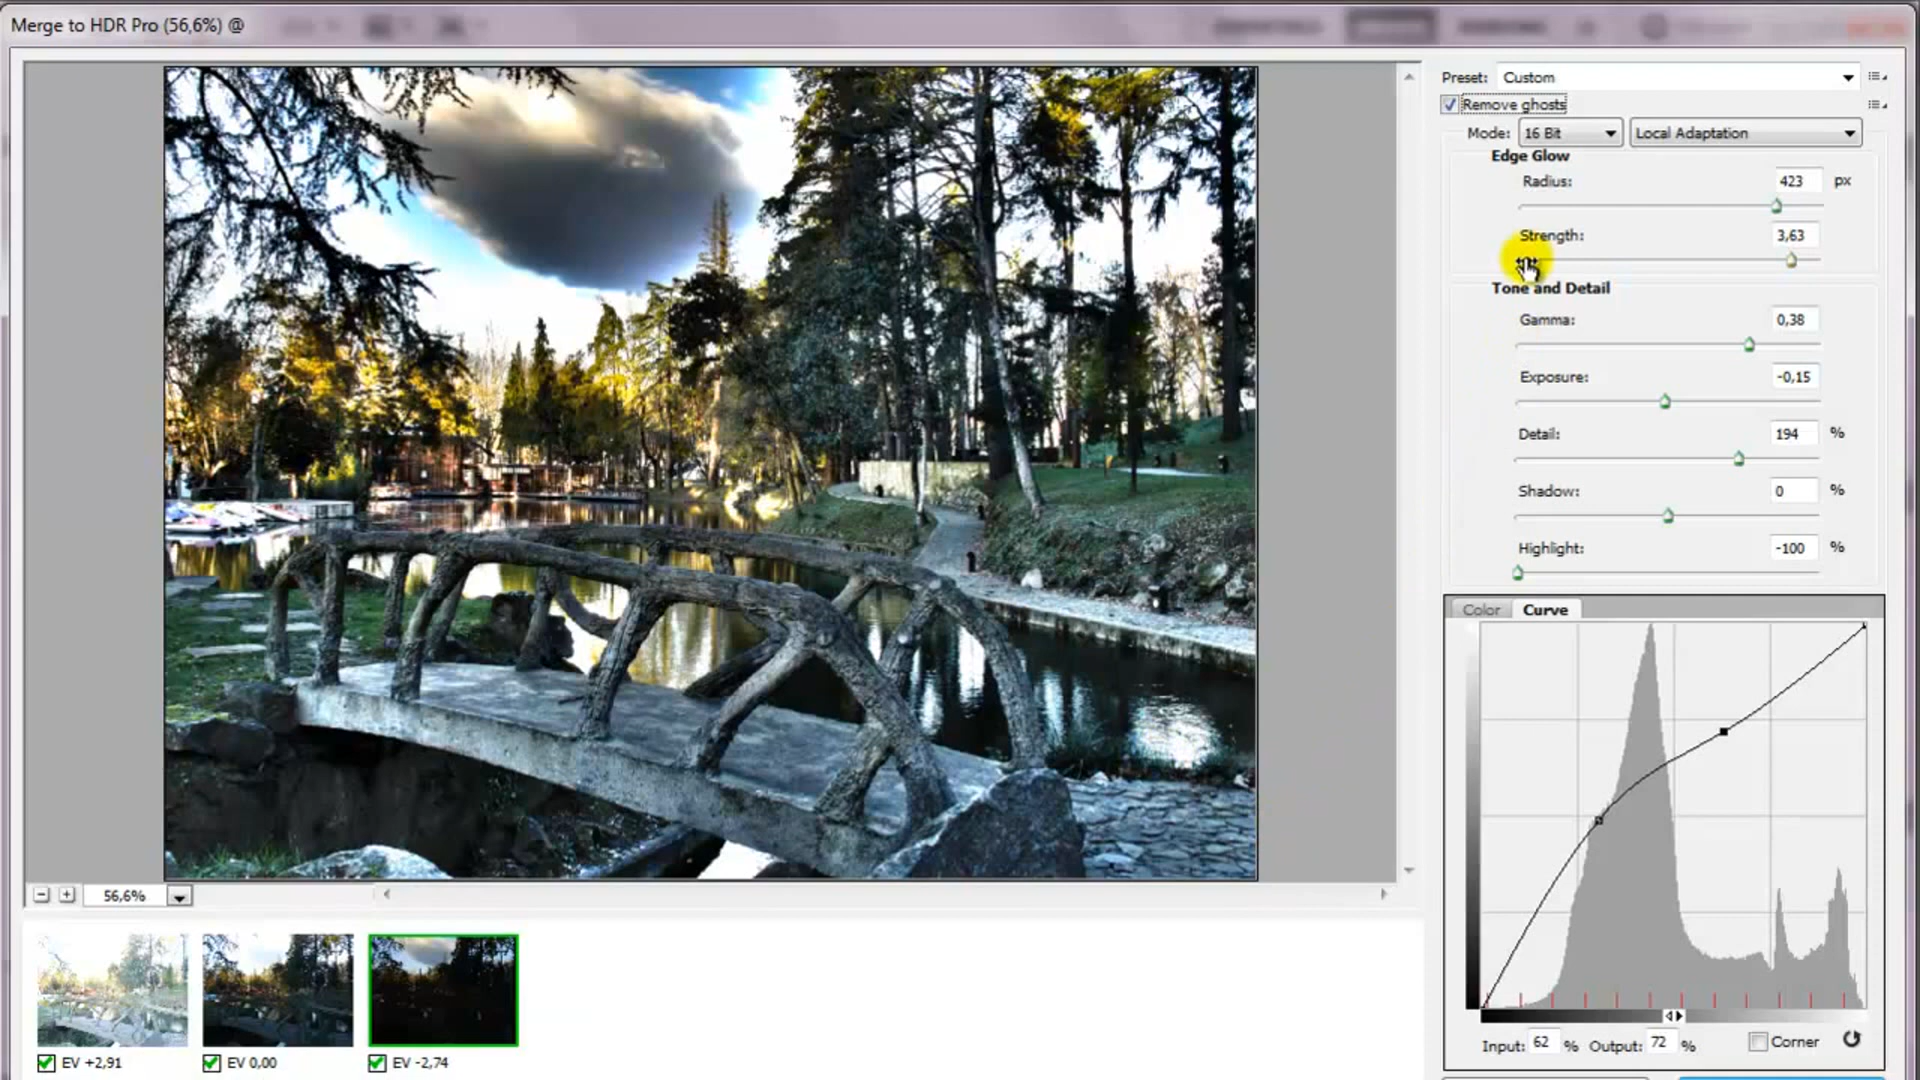 Merge to HDR Pro (56,6%) @
Preset: Custom
Remove ghosts
Mode: 16 Bit Local Adaptation
Edge Glow
Radius: 423 px
Strength: 3,63
Tone and Detail
Gamma: 0,38
Exposure: -0,15
Detail: 194 %
Shadow: 0 %
Highlight: -100 %
Color Curve
56,6%
Input: 62 % Output: 72 % Corner
EV +2,91 EV 0,00 EV -2,74